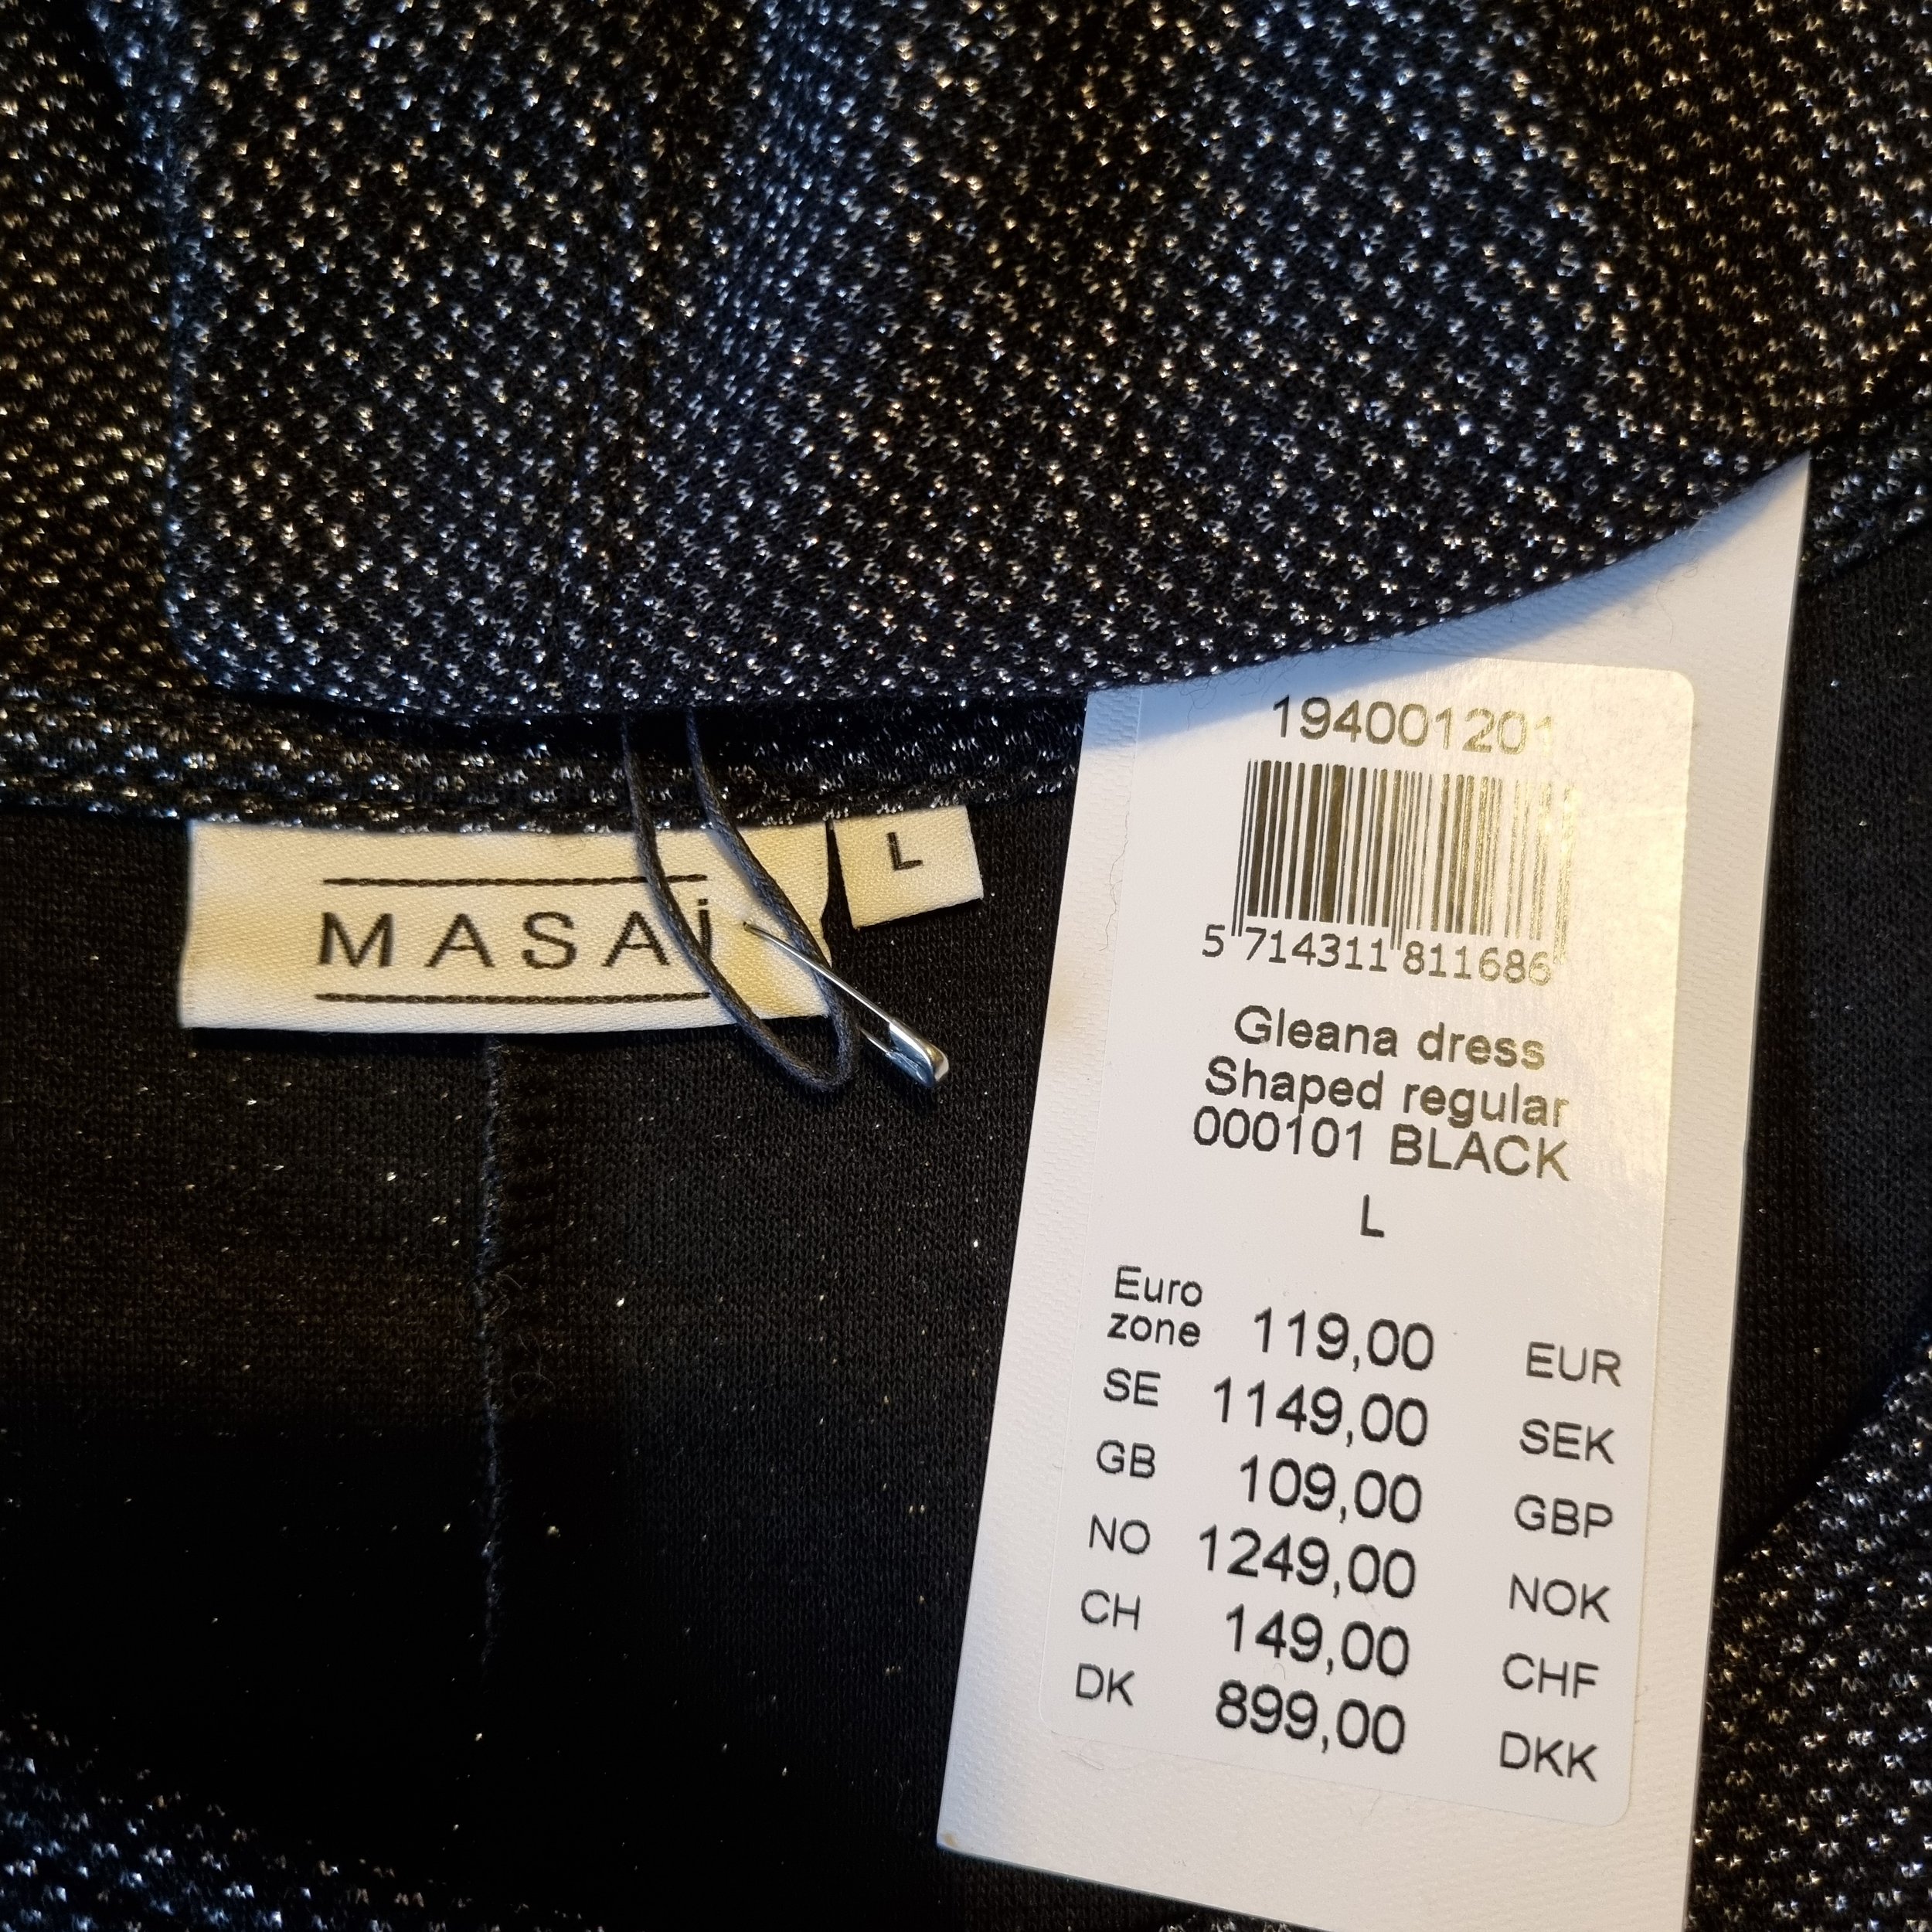 MASAI
L
194001201
5 714311 811686
Gleana dress
Shaped regular
000101 BLACK
L
Euro zone 119,00 EUR
SE 1149,00 SEK
GB 109,00 GBP
NO 1249,00 NOK
CH 149,00 CHF
DK 899,00 DKK